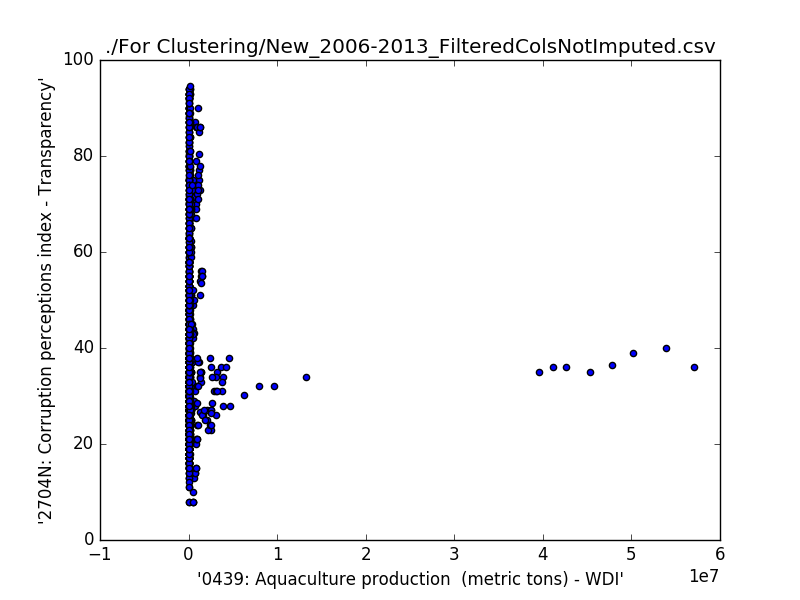 ./For Clustering/New_2006-2013_FilteredColsNotImputed.csv
100
80
60
40
20
0
'2704N: Corruption perceptions index - Transparency'
−1 0 1 2 3 4 5 6
1e7
'0439: Aquaculture production  (metric tons) - WDI'